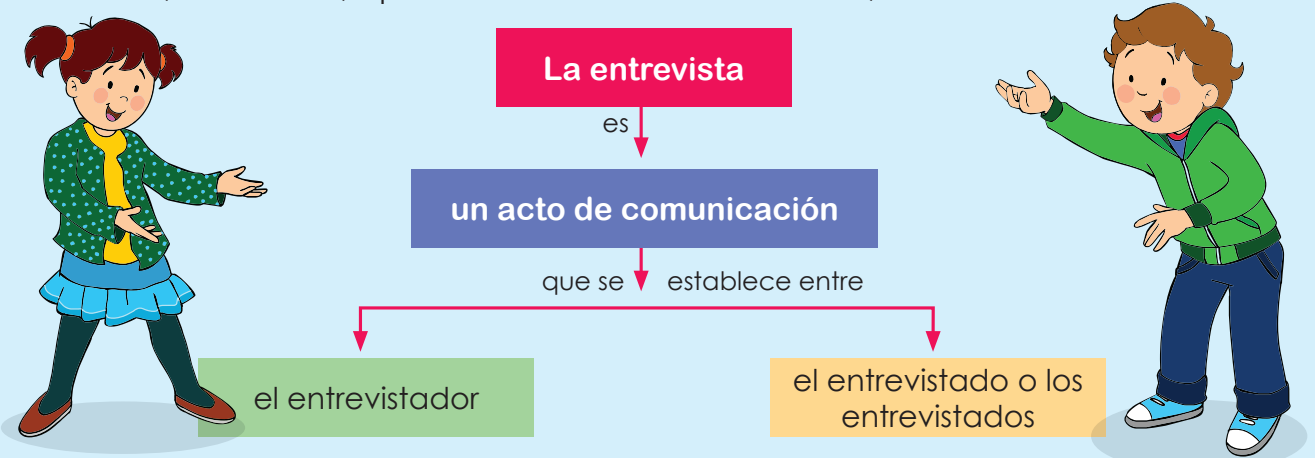 La entrevista
es
un acto de comunicación
que se establece entre
el entrevistador
el entrevistado o los
entrevistados